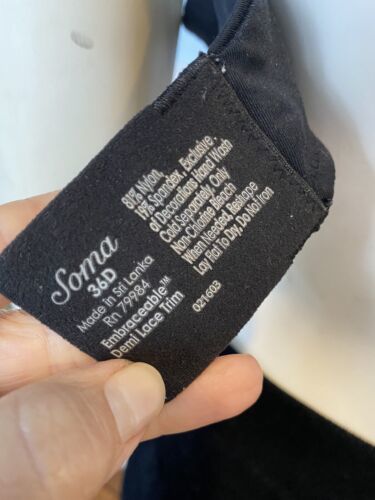 Soma
36D
Made in Sri Lanka
Rn 79984
Embraceable™
Demi Lace Trim
81% Nylon,
19% Spandex, Exclusive
of Decorations Hand Wash
Cold Separately, Only
Non-Chlorine Bleach
When Needed, Reshape
Lay Flat To Dry, Do Not Iron
021603